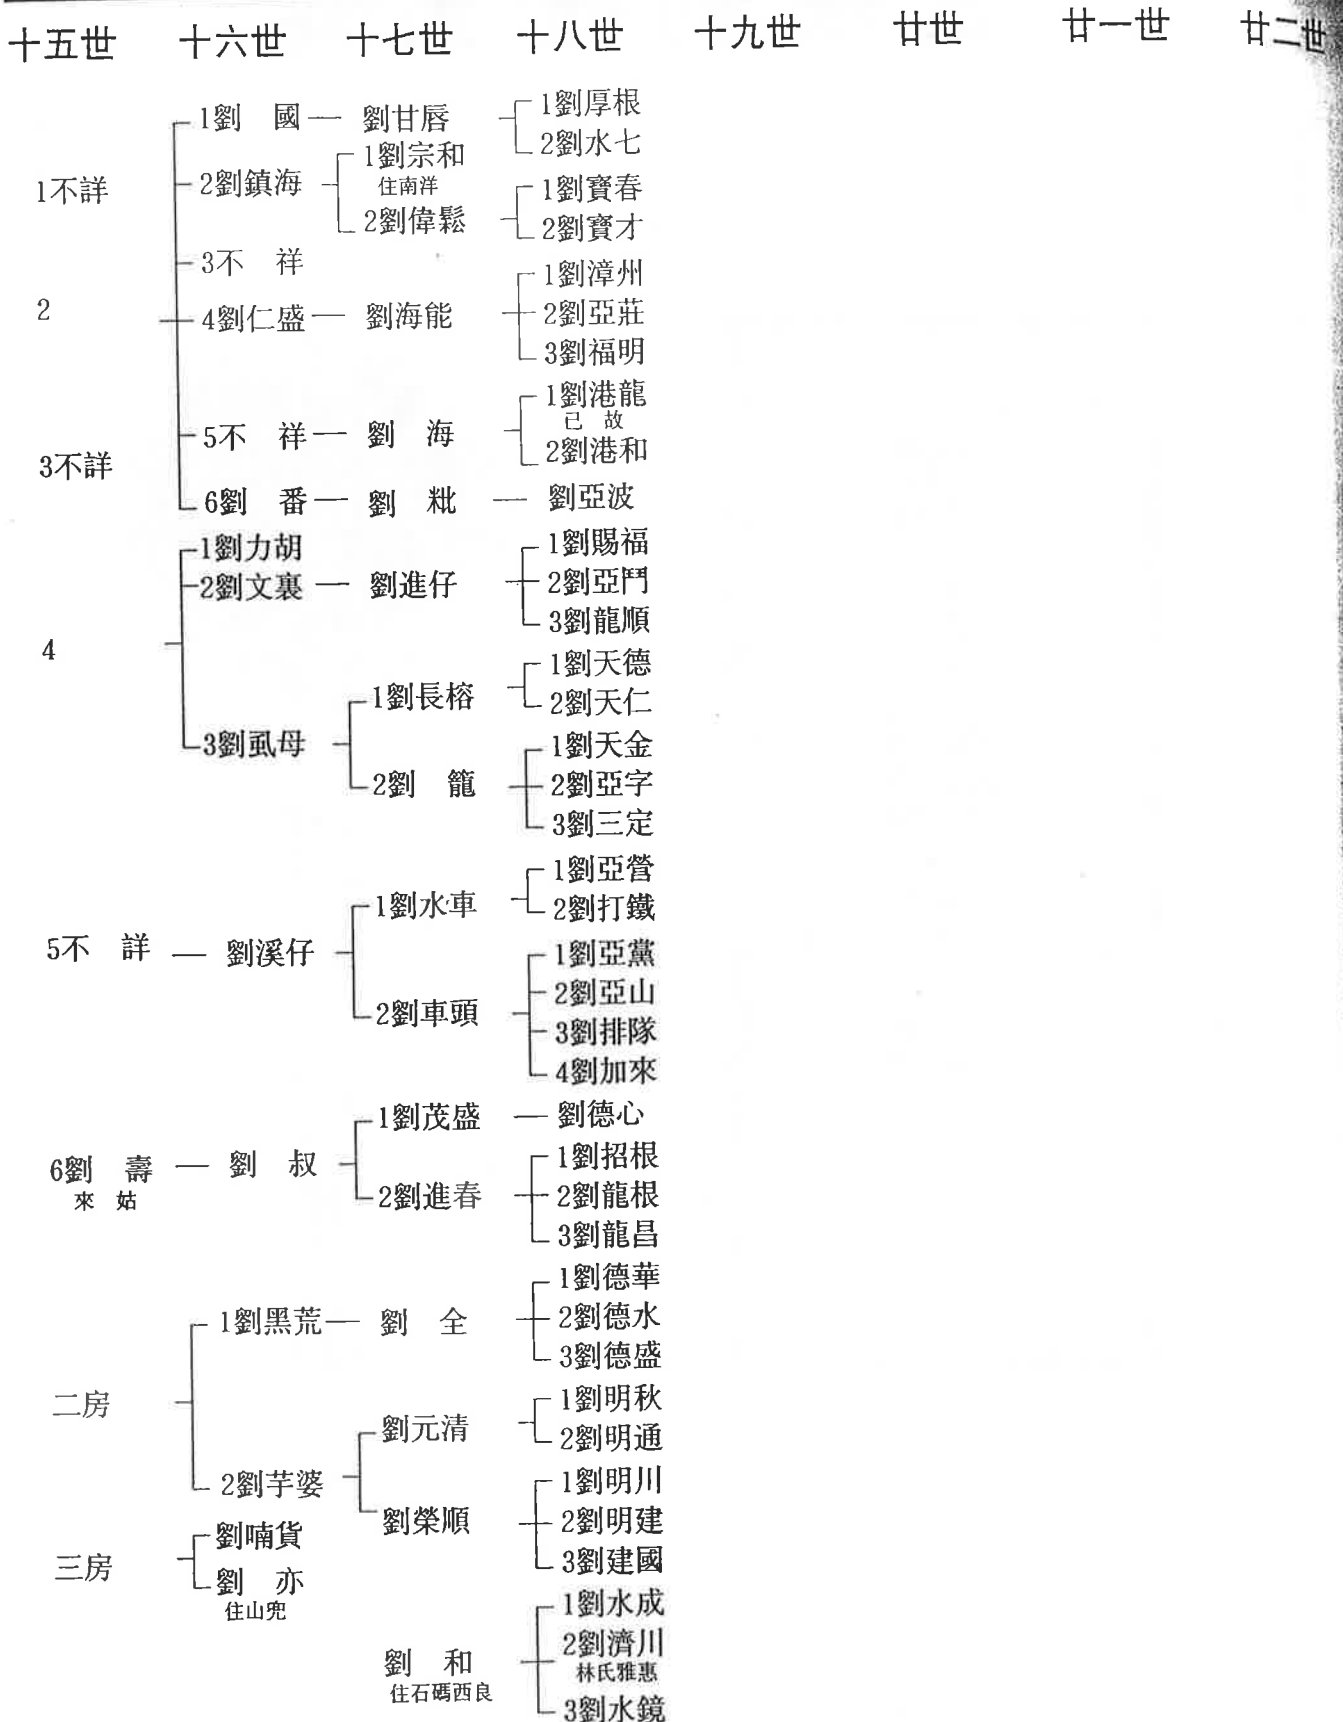 十五世 十六世 十七世 十八世 十九世 廿世 廿一世 廿二世
1劉厚根
1劉　國 劉甘唇
2劉水七
1劉宗和
1不詳 2劉鎮海 住南洋 1劉寶春
2劉偉鬆 2劉寶才
3不　祥
1劉漳州
2 4劉仁盛 劉海能 2劉亞莊
3劉福明
1劉港龍
已　故
5不　祥 劉　海
3不詳 2劉港和
6劉　番 劉　粃 劉亞波
1劉力胡 1劉賜福
2劉文裏 劉進仔 2劉亞鬥
3劉龍順
4 1劉天德
1劉長榕 2劉天仁
3劉虱母 1劉天金
2劉　籠 2劉亞字
3劉三定
1劉亞營
1劉水車 2劉打鐵
5不　詳 劉溪仔 1劉亞黨
2劉亞山
2劉車頭 3劉排隊
4劉加來
1劉茂盛 劉德心
6劉　壽 劉　叔 1劉招根
來　姑 2劉進春 2劉龍根
3劉龍昌
1劉德華
1劉黑荒 劉　全 2劉德水
3劉德盛
二房 1劉明秋
劉元清 2劉明通
2劉芋婆 1劉明川
劉喃貨 劉榮順 2劉明建
三房 3劉建國
劉　亦
住山兜 1劉水成
2劉濟川
劉　和 林氏雅惠
住石碼西良
3劉水鏡